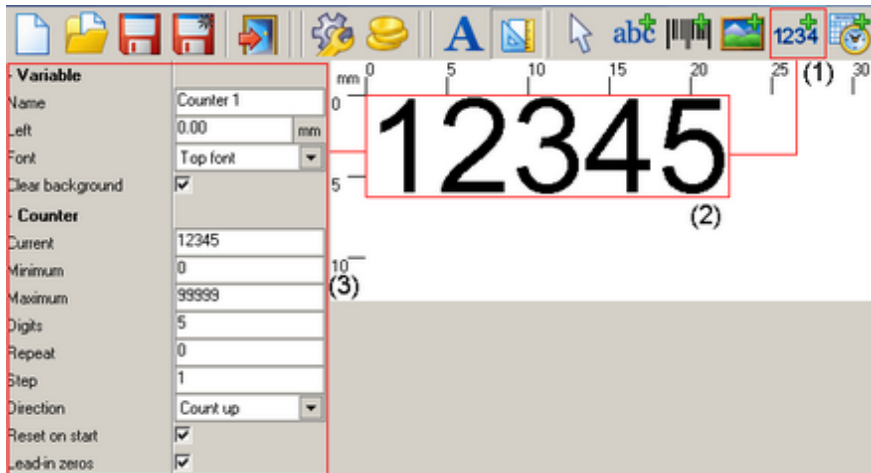 A abc 1234
(1)
- Variable
Name Counter 1
Left 0.00 mm
Font Top font
Clear background
- Counter
Current 12345
Minimum 0
Maximum 99999
Digits 5
Repeat 0
Step 1
Direction Count up
Reset on start
Lead-in zeros
mm 0 5 10 15 20 25 30
0
5
10
12345
(2)
(3)